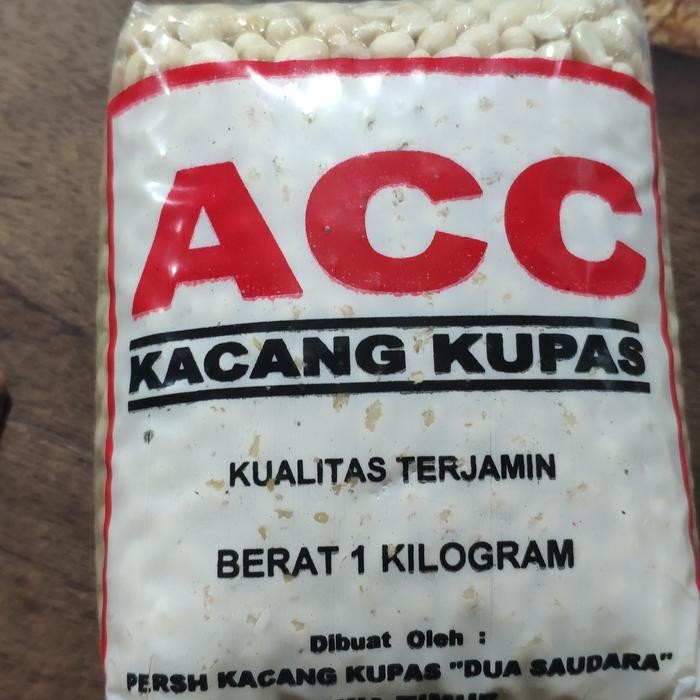 ACC
KACANG KUPAS
KUALITAS TERJAMIN
BERAT 1 KILOGRAM
Dibuat Oleh :
PERSH KACANG KUPAS "DUA SAUDARA"